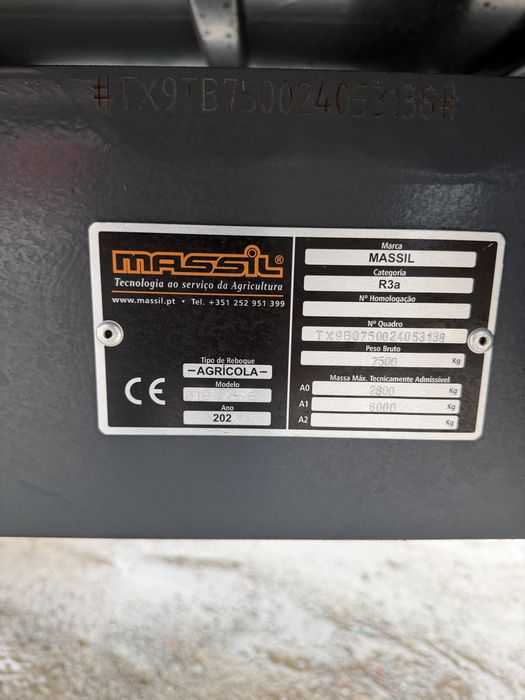 #TX9TB750024053138#
MASSIL®
Tecnologia ao serviço da Agricultura
www.massil.pt • Tel. +351 252 951 399
CE
Tipo de Reboque
AGRÍCOLA
Modelo
Ano
202
Marca
MASSIL
Categoria
R3a
Nº Homologação
Nº Quadro
TX9B0750024053138
Peso Bruto
7500 Kg
Massa Máx. Tecnicamente Admissível
A0 2800 Kg
A1 6000 Kg
A2 Kg